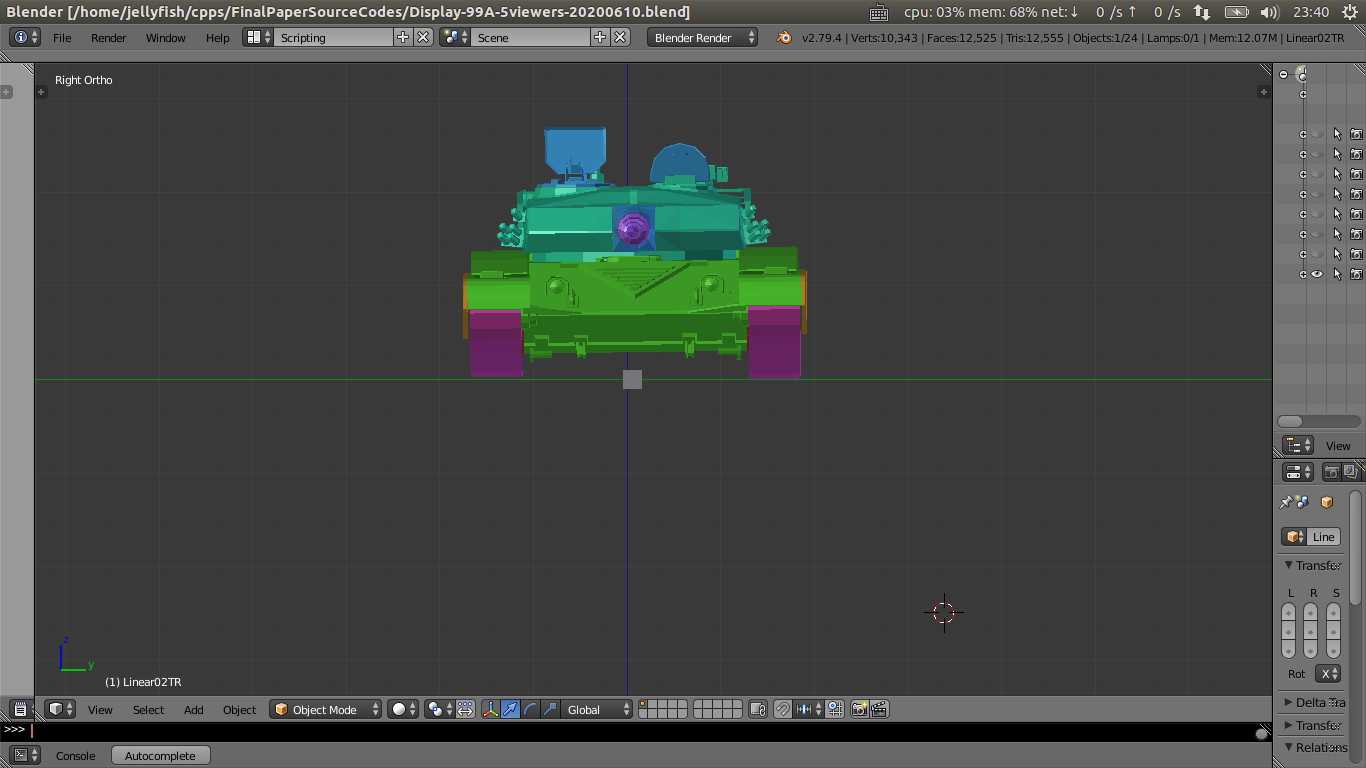 Blender [/home/jellyfish/cpps/FinalPaperSourceCodes/Display-99A-5viewers-20200610.blend]
cpu: 03% mem: 68% net:↓ 0 /s↑ 0 /s 23:40
File Render Window Help Scripting Scene Blender Render v2.79.4 | Verts:10,343 | Faces:12,525 | Tris:12,555 | Objects:1/24 | Lamps:0/1 | Mem:12.07M | Linear02TR
Right Ortho
View
Line
Transfor
L R S
Rot X
z
y
(1) Linear02TR
Delta Tra
Transfor
Relations
View Select Add Object Object Mode Global
>>>
Console Autocomplete